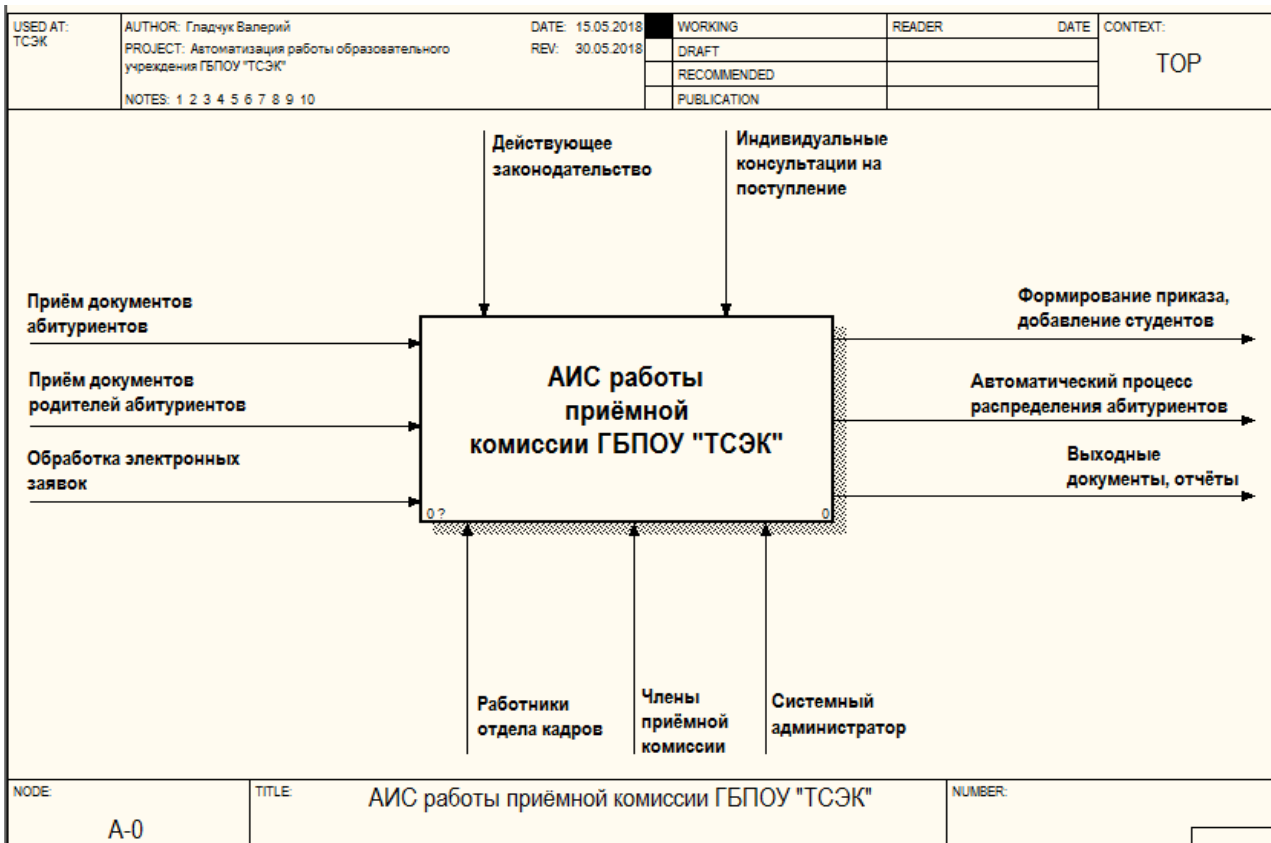 USED AT:
ТСЭК
AUTHOR: Гладчук Валерий
DATE: 15.05.2018
PROJECT: Автоматизация работы образовательного
учреждения ГБПОУ "ТСЭК"
REV: 30.05.2018
NOTES: 1 2 3 4 5 6 7 8 9 10
WORKING
DRAFT
RECOMMENDED
PUBLICATION
READER
DATE
CONTEXT:
TOP
Действующее
законодательство
Индивидуальные
консультации на
поступление
Приём документов
абитуриентов
Приём документов
родителей абитуриентов
Обработка электронных
заявок
АИС работы
приёмной
комиссии ГБПОУ "ТСЭК"
0 ?
0
Формирование приказа,
добавление студентов
Автоматический процесс
распределения абитуриентов
Выходные
документы, отчёты
Работники
отдела кадров
Члены
приёмной
комиссии
Системный
администратор
NODE:
A-0
TITLE:
АИС работы приёмной комиссии ГБПОУ "ТСЭК"
NUMBER: